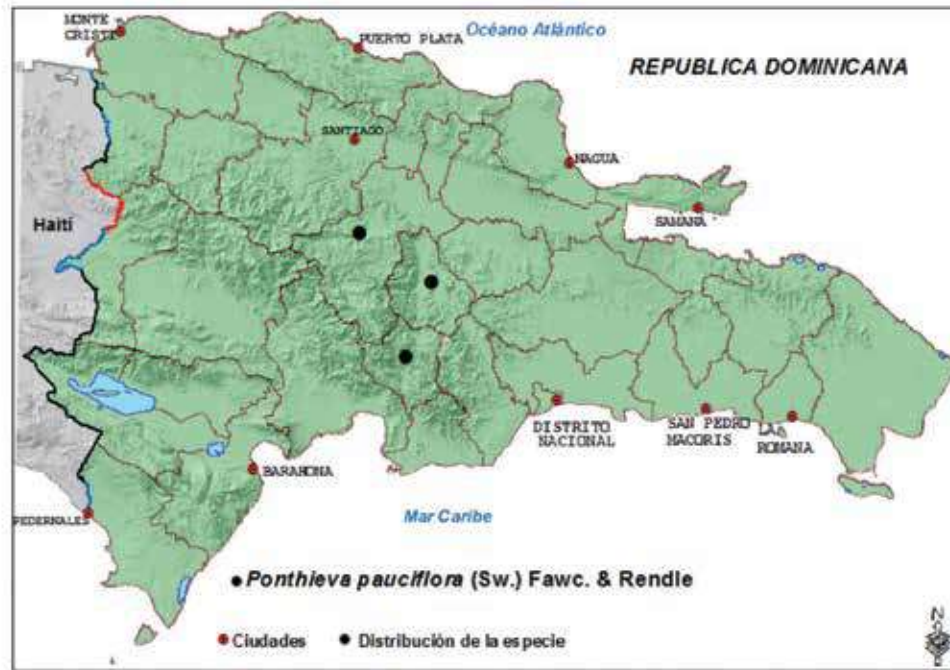 MONTE
CRISTI
PUERTO PLATA
Océano Atlántico
REPUBLICA DOMINICANA
SANTIAGO
NAGUA
SAMANA
Haití
DISTRITO
NACIONAL
SAN PEDRO
MACORIS
LA
ROMANA
BARAHONA
PEDERNALES
Mar Caribe
Ponthieva pauciflora (Sw.) Fawc. & Rendle
Ciudades
Distribución de la especie